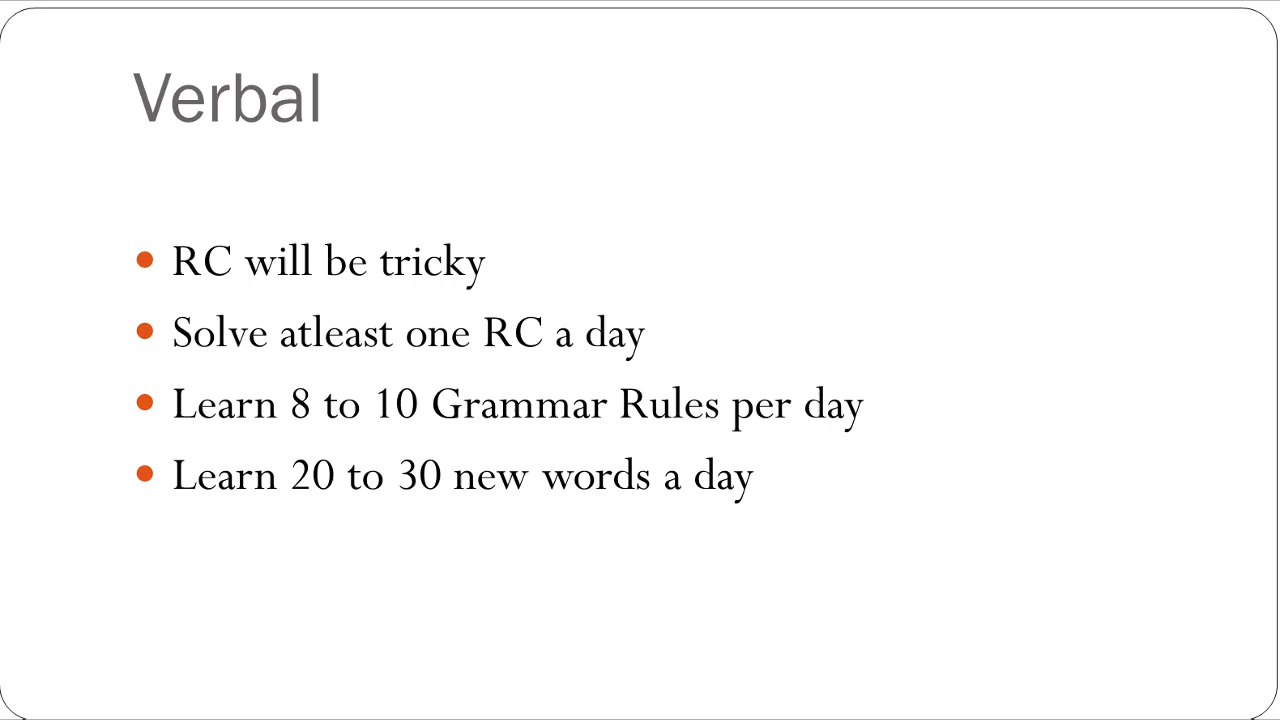 Verbal
• RC will be tricky
• Solve atleast one RC a day
• Learn 8 to 10 Grammar Rules per day
• Learn 20 to 30 new words a day